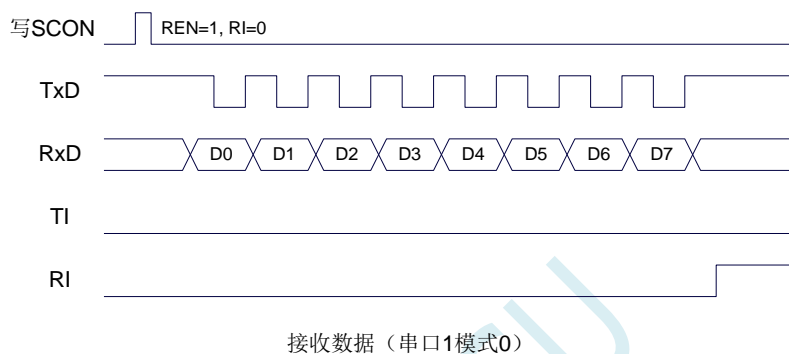 写SCON REN=1, RI=0
TxD
RxD D0 D1 D2 D3 D4 D5 D6 D7
TI
RI
接收数据（串口1模式0）